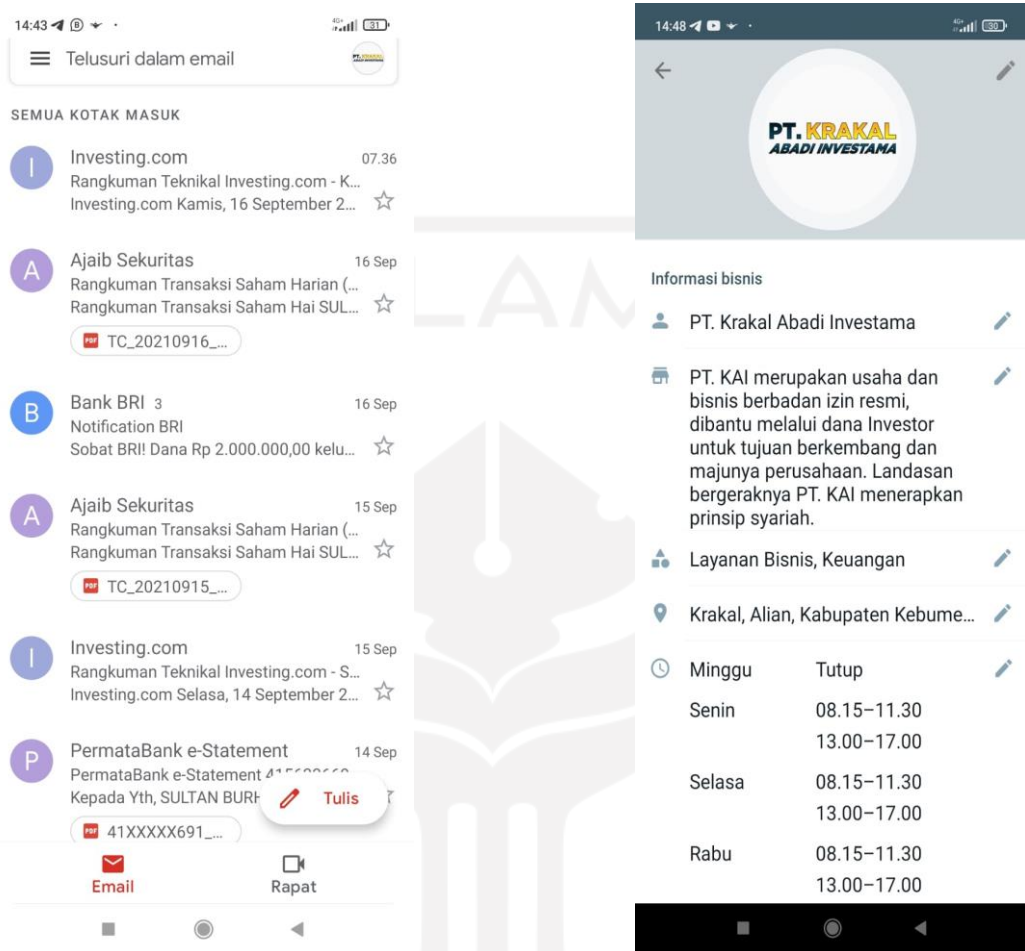 14:43
31
Telusuri dalam email
SEMUA KOTAK MASUK
I
Investing.com 07.36
Rangkuman Teknikal Investing.com - K...
Investing.com Kamis, 16 September 2...
A
Ajaib Sekuritas 16 Sep
Rangkuman Transaksi Saham Harian (...
Rangkuman Transaksi Saham Hai SUL...
PDF TC_20210916_...
B
Bank BRI 3 16 Sep
Notification BRI
Sobat BRI! Dana Rp 2.000.000,00 kelu...
A
Ajaib Sekuritas 15 Sep
Rangkuman Transaksi Saham Harian (...
Rangkuman Transaksi Saham Hai SUL...
PDF TC_20210915_...
I
Investing.com 15 Sep
Rangkuman Teknikal Investing.com - S...
Investing.com Selasa, 14 September 2...
P
PermataBank e-Statement 14 Sep
PermataBank e-Statement
Kepada Yth, SULTAN BURH
Tulis
PDF 41XXXXX691_...
Email Rapat
LAM
14:48
30
PT. KRAKAL
ABADI INVESTAMA
Informasi bisnis
PT. Krakal Abadi Investama
PT. KAI merupakan usaha dan
bisnis berbadan izin resmi,
dibantu melalui dana Investor
untuk tujuan berkembang dan
majunya perusahaan. Landasan
bergeraknya PT. KAI menerapkan
prinsip syariah.
Layanan Bisnis, Keuangan
Krakal, Alian, Kabupaten Kebume...
Minggu Tutup
Senin 08.15–11.30
13.00–17.00
Selasa 08.15–11.30
13.00–17.00
Rabu 08.15–11.30
13.00–17.00